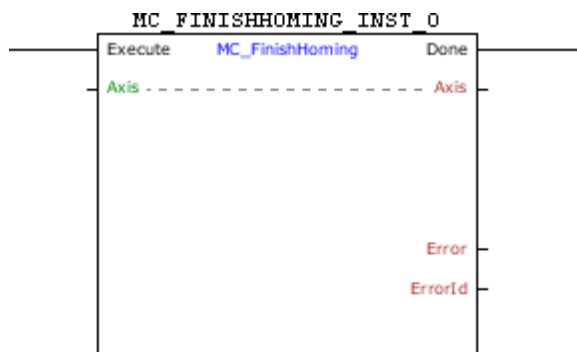 MC_FINISHHOMING_INST_0
Execute MC_FinishHoming Done
Axis Axis
Error
ErrorId